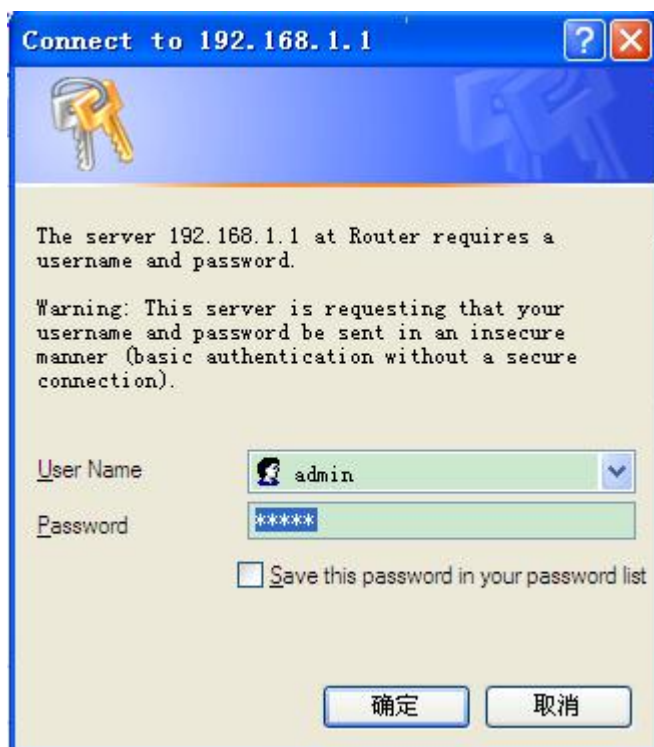 Connect to 192.168.1.1
The server 192.168.1.1 at Router requires a
username and password.
Warning: This server is requesting that your
username and password be sent in an insecure
manner (basic authentication without a secure
connection).
User Name
admin
Password
*****
Save this password in your password list
确定
取消